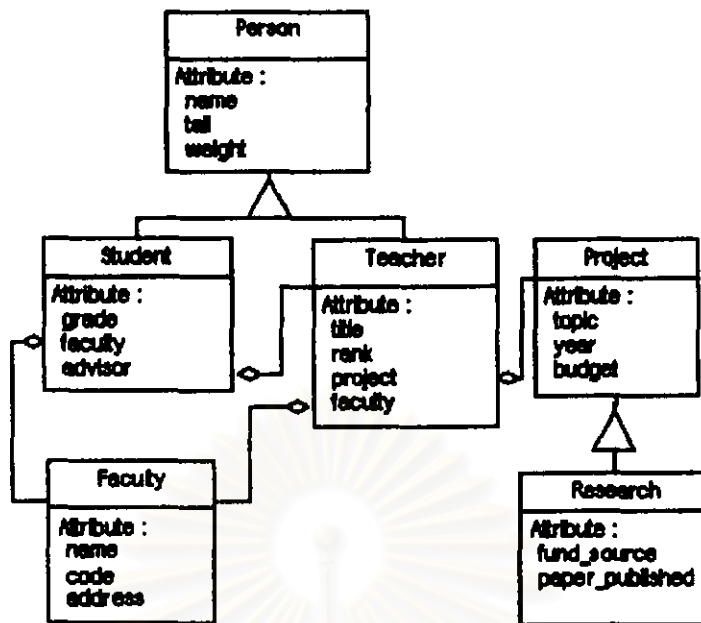 Person
Attribute :
name
tall
weight
Student
Attribute :
grade
faculty
advisor
Teacher
Attribute :
title
rank
project
faculty
Project
Attribute :
topic
year
budget
Faculty
Attribute :
name
code
address
Research
Attribute :
fund_source
paper_published